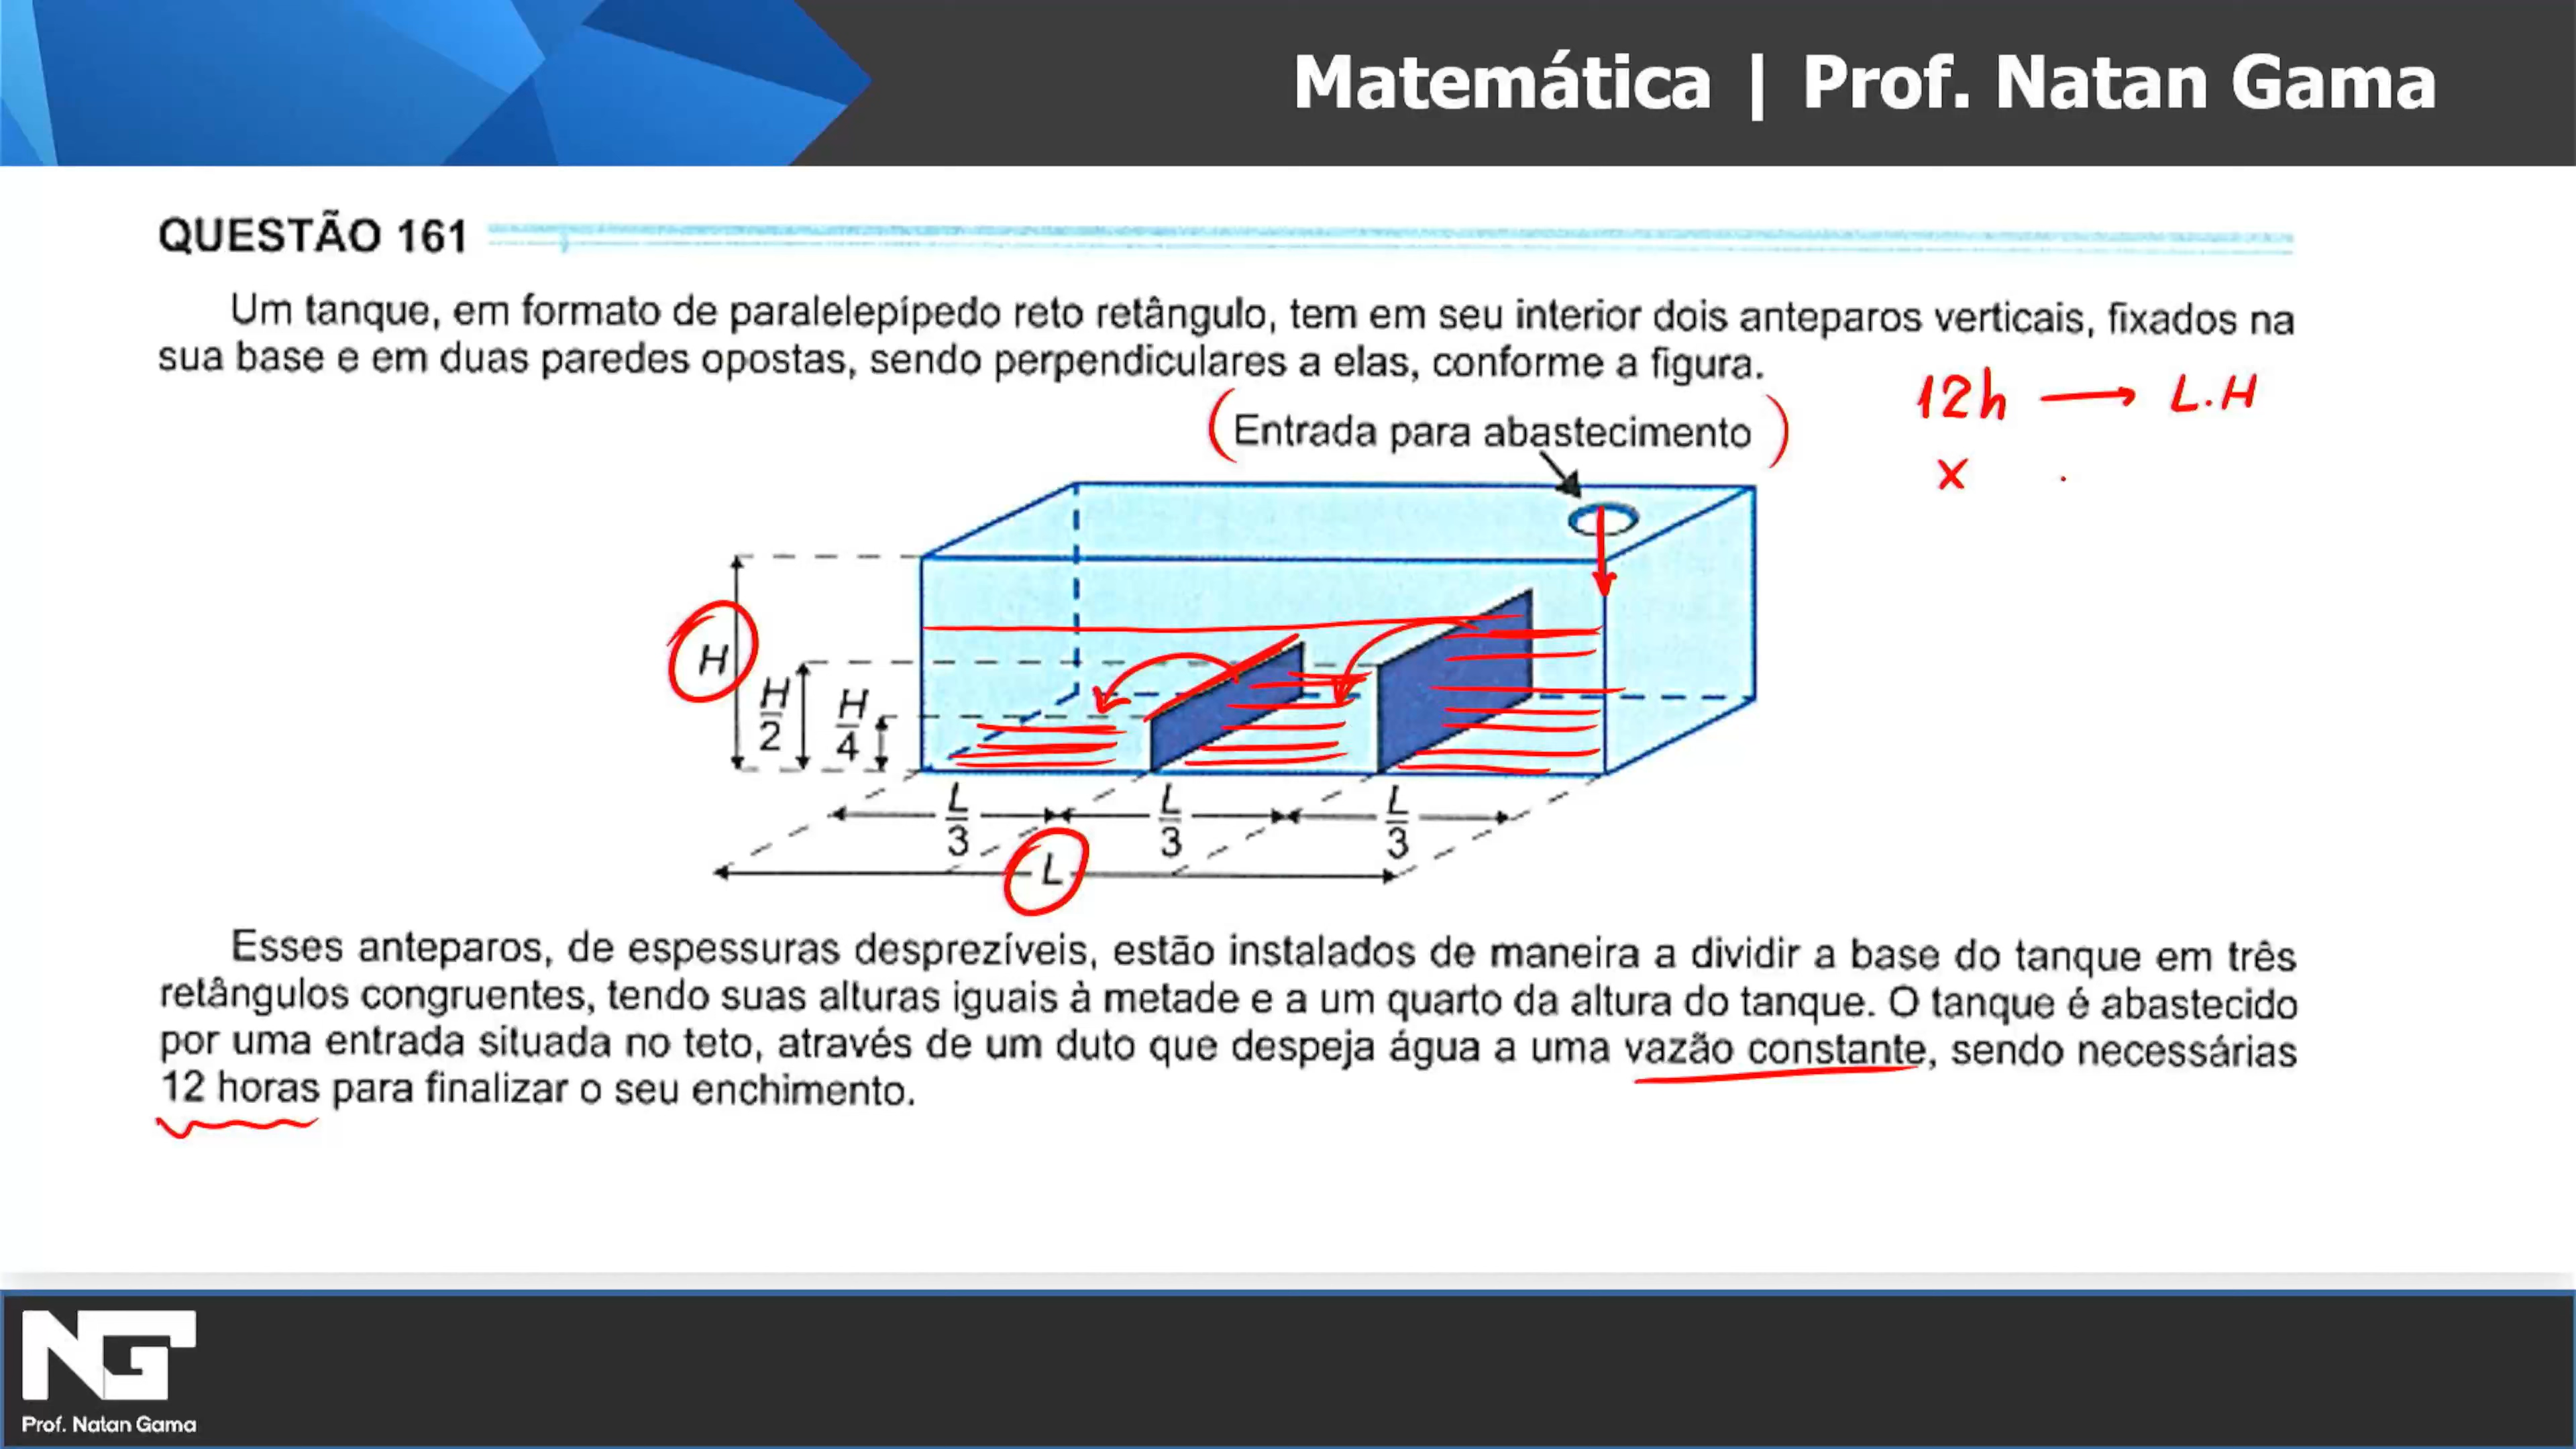 Matemática | Prof. Natan Gama
QUESTÃO 161
Um tanque, em formato de paralelepípedo reto retângulo, tem em seu interior dois anteparos verticais, fixados na
sua base e em duas paredes opostas, sendo perpendiculares a elas, conforme a figura.
12h → L.H
(Entrada para abastecimento)
x .
H
H/2
H/4
L/3 L/3 L/3
L
Esses anteparos, de espessuras desprezíveis, estão instalados de maneira a dividir a base do tanque em três
retângulos congruentes, tendo suas alturas iguais à metade e a um quarto da altura do tanque. O tanque é abastecido
por uma entrada situada no teto, através de um duto que despeja água a uma vazão constante, sendo necessárias
12 horas para finalizar o seu enchimento.
NG
Prof. Natan Gama